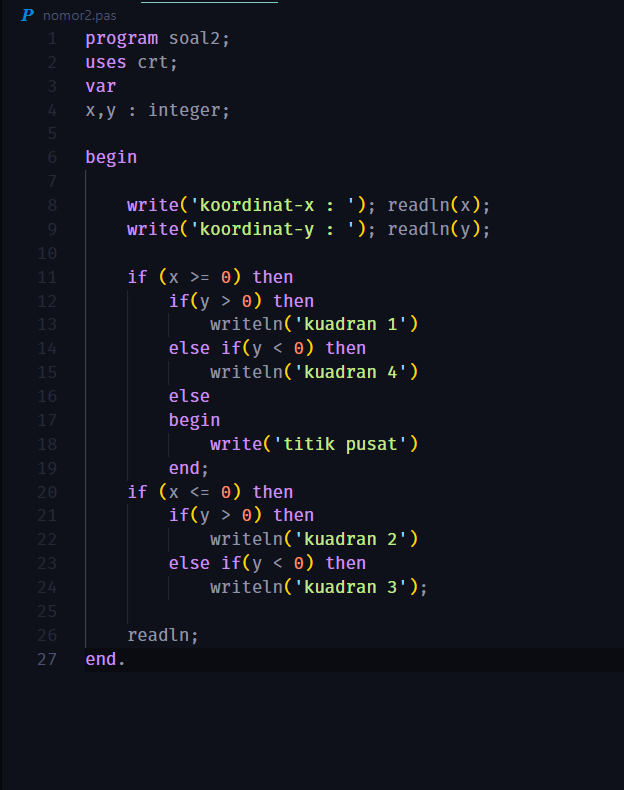 P nomor2.pas
1 program soal2;
2 uses crt;
3 var
4 x,y : integer;
5
6 begin
7
8     write('koordinat-x : '); readln(x);
9     write('koordinat-y : '); readln(y);
10
11     if (x >= 0) then
12         if(y > 0) then
13             writeln('kuadran 1')
14         else if(y < 0) then
15             writeln('kuadran 4')
16         else
17         begin
18             write('titik pusat')
19         end;
20     if (x <= 0) then
21         if(y > 0) then
22             writeln('kuadran 2')
23         else if(y < 0) then
24             writeln('kuadran 3');
25
26     readln;
27 end.